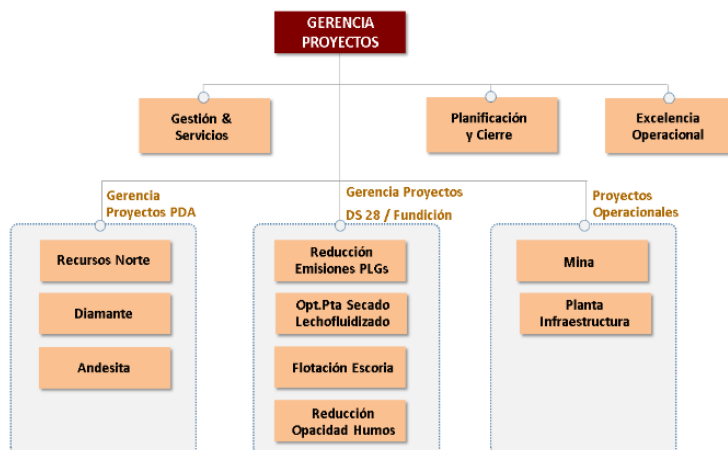 GERENCIA
PROYECTOS
Gestión &
Servicios
Planificación
y Cierre
Excelencia
Operacional
Gerencia
Proyectos PDA
Gerencia Proyectos
DS 28 / Fundición
Proyectos
Operacionales
Recursos Norte
Diamante
Andesita
Reducción
Emisiones PLGs
Opt.Pta Secado
Lechofluidizado
Flotación Escoria
Reducción
Opacidad Humos
Mina
Planta
Infraestructura